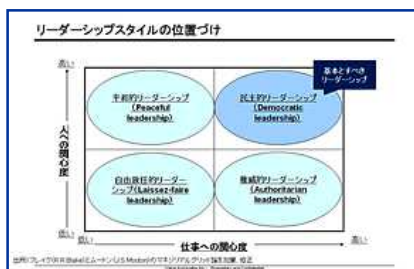 リーダーシップスタイルの位置づけ
高い
基本とすべき
リーダーシップ
人への関心度
平和的リーダーシップ
(Peaceful
leadership)
民主的リーダーシップ
(Democratic
leadership)
自由放任的リーダー
シップ(Laissez-faire
leadership)
権威的リーダーシップ
(Authoritarian
leadership)
低い
低い
仕事への関心度
高い